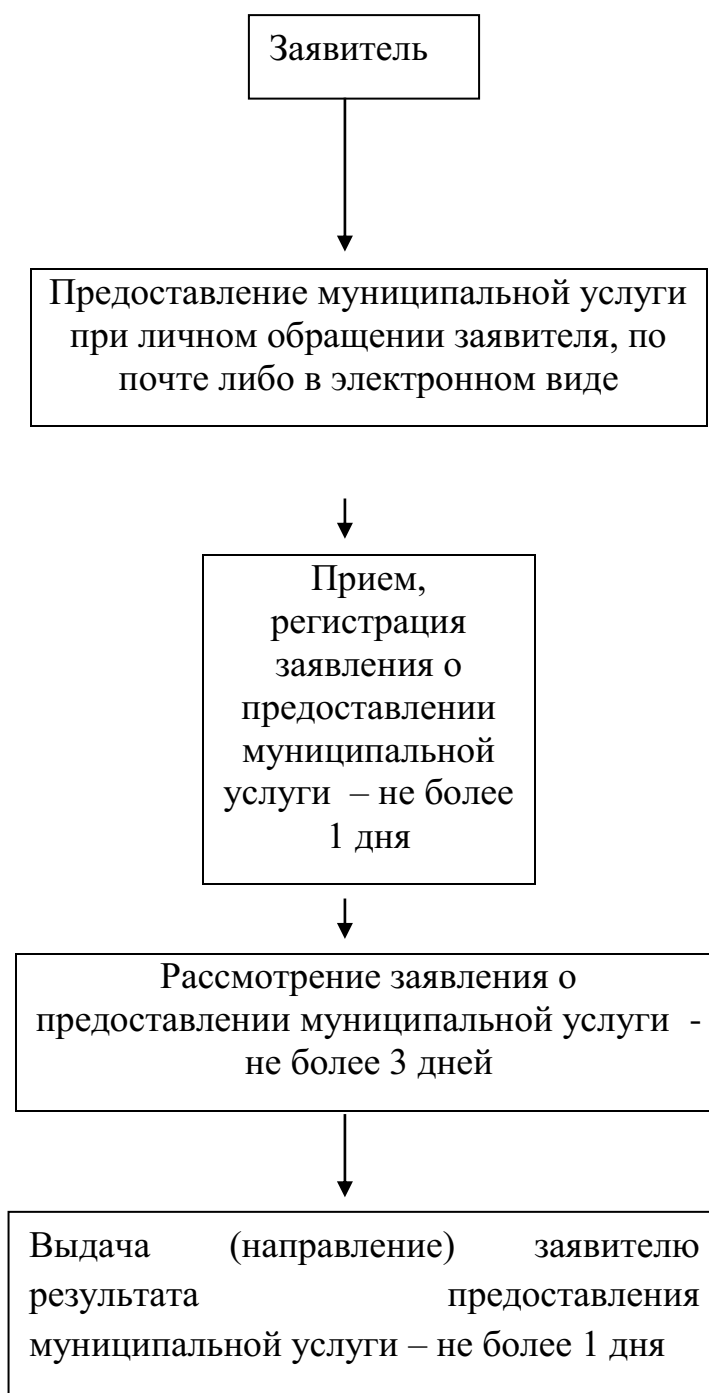 Заявитель
Предоставление муниципальной услуги
при личном обращении заявителя, по
почте либо в электронном виде
Прием,
регистрация
заявления о
предоставлении
муниципальной
услуги – не более
1 дня
Рассмотрение заявления о
предоставлении муниципальной услуги -
не более 3 дней
Выдача (направление) заявителю
результата предоставления
муниципальной услуги – не более 1 дня